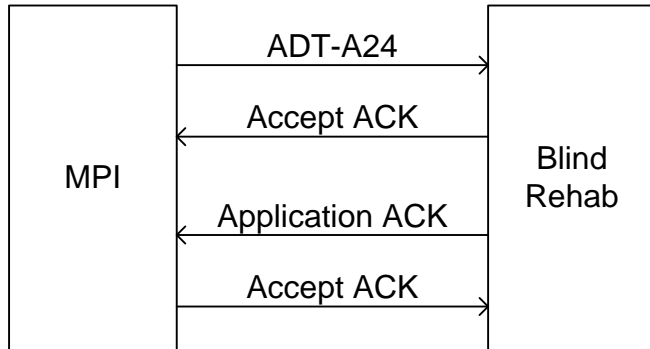 ADT-A24
Accept ACK
MPI
Blind
Rehab
Application ACK
Accept ACK